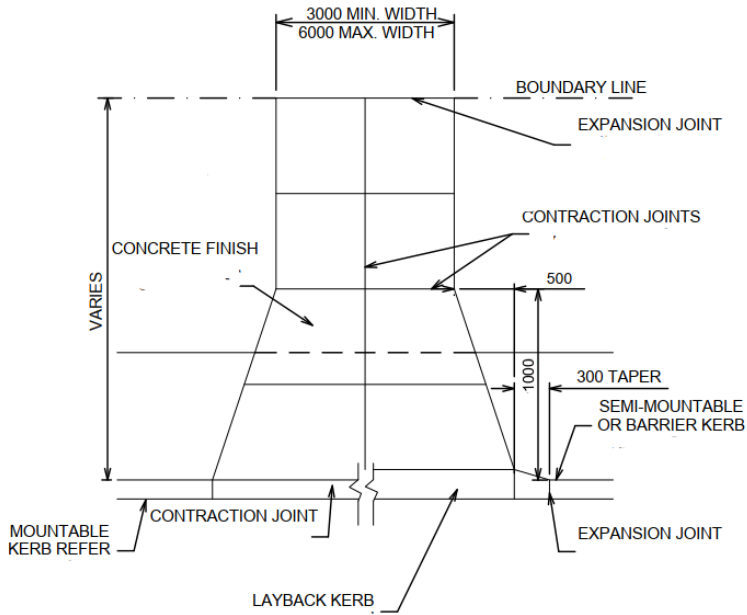 3000 MIN. WIDTH
6000 MAX. WIDTH
BOUNDARY LINE
EXPANSION JOINT
CONTRACTION JOINTS
CONCRETE FINISH
500
VARIES
1000
300 TAPER
SEMI-MOUNTABLE
OR BARRIER KERB
CONTRACTION JOINT
MOUNTABLE
KERB REFER
EXPANSION JOINT
LAYBACK KERB